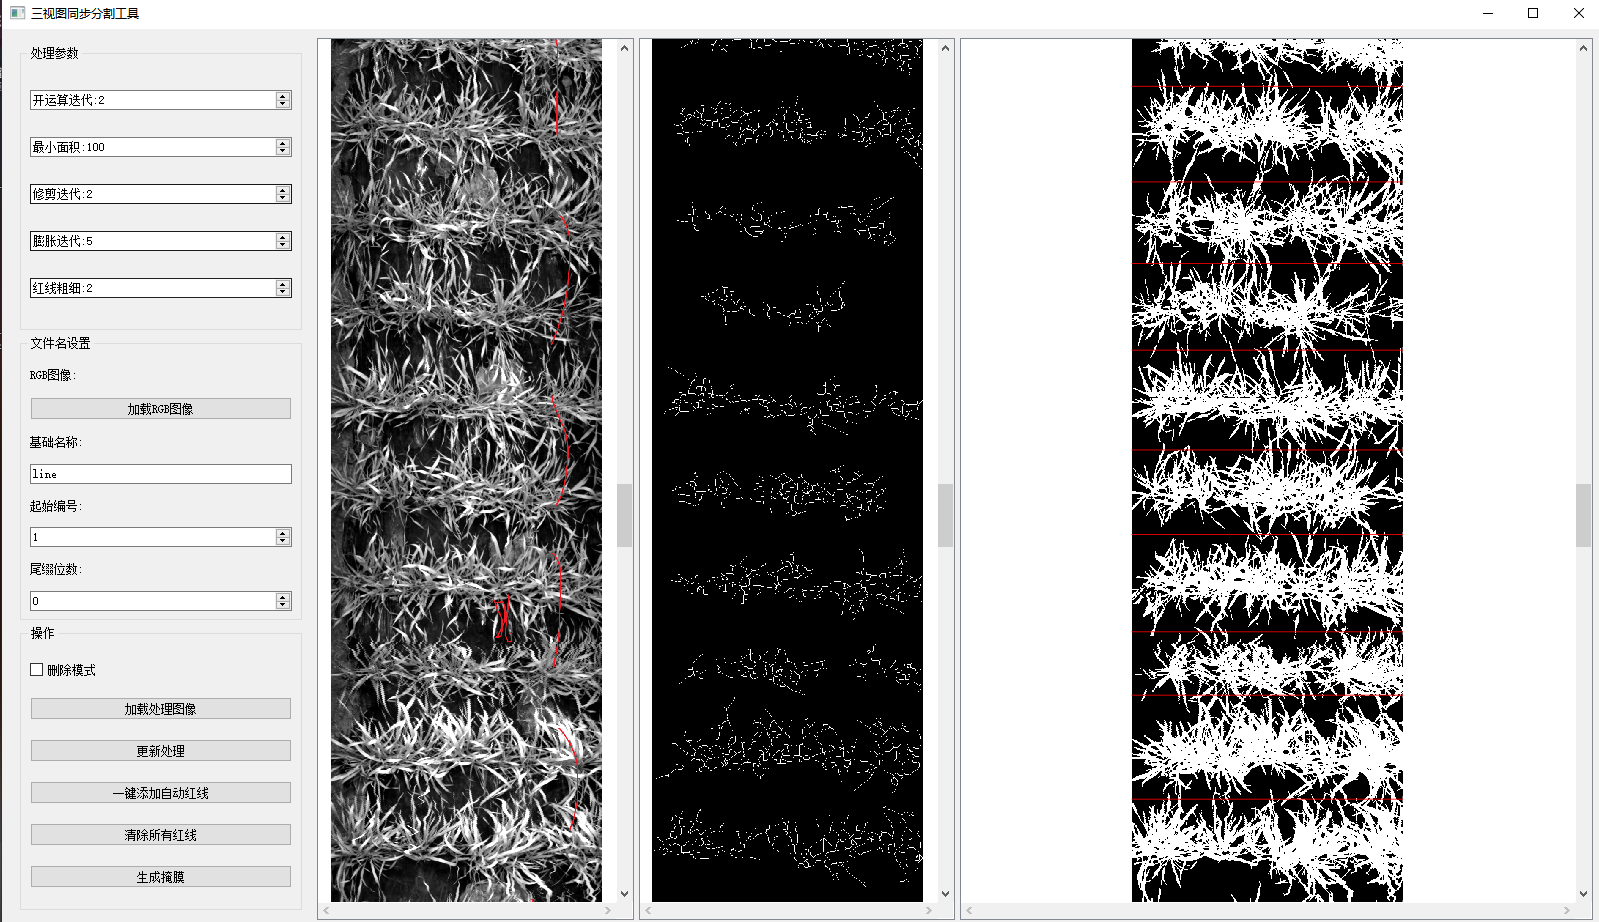 三视图同步分割工具
处理参数
开运算迭代:2
最小面积:100
修剪迭代:2
膨胀迭代:5
红线粗细:2
文件名设置
RGB图像:
加载RGB图像
基础名称:
line
起始编号:
1
尾缀位数:
0
操作
删除模式
加载处理图像
更新处理
一键添加自动红线
清除所有红线
生成掩膜